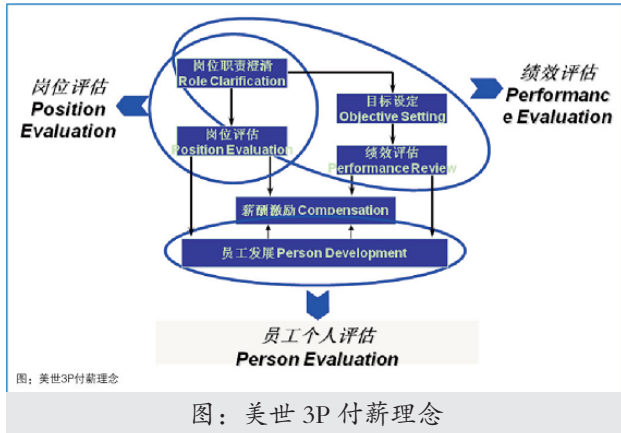 岗位职责澄清
Role Clarification
岗位评估
Position
Evaluation
绩效评估
Performanc
e Evaluation
目标设定
Objective Setting
岗位评估
Position Evaluation
绩效评估
Performance Review
薪酬激励 Compensation
员工发展 Person Development
员工个人评估
Person Evaluation
图：美世3P付薪理念
图：美世 3P 付薪理念